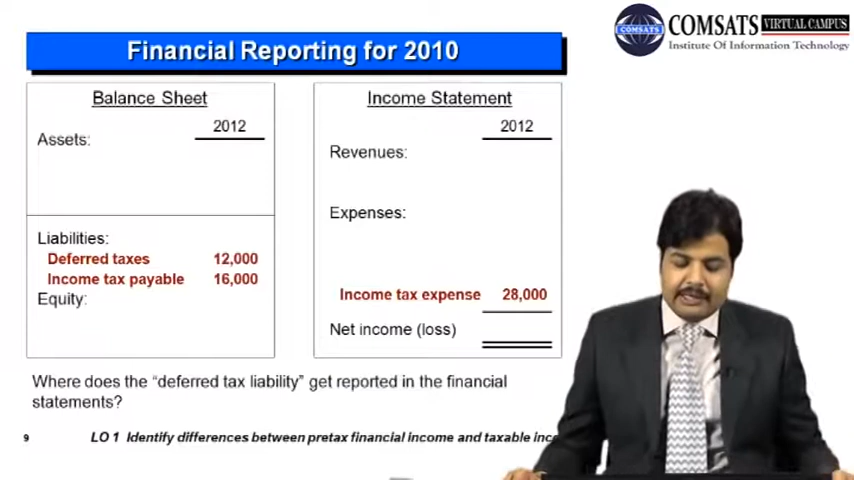 COMSATS VIRTUAL CAMPUS
COMSATS
Institute Of Information Technology
Financial Reporting for 2010
Balance Sheet
2012
Assets:
Liabilities:
Deferred taxes 12,000
Income tax payable 16,000
Equity:
Income Statement
2012
Revenues:
Expenses:
Income tax expense 28,000
Net income (loss)
Where does the “deferred tax liability” get reported in the financial
statements?
9 LO 1 Identify differences between pretax financial income and taxable inc